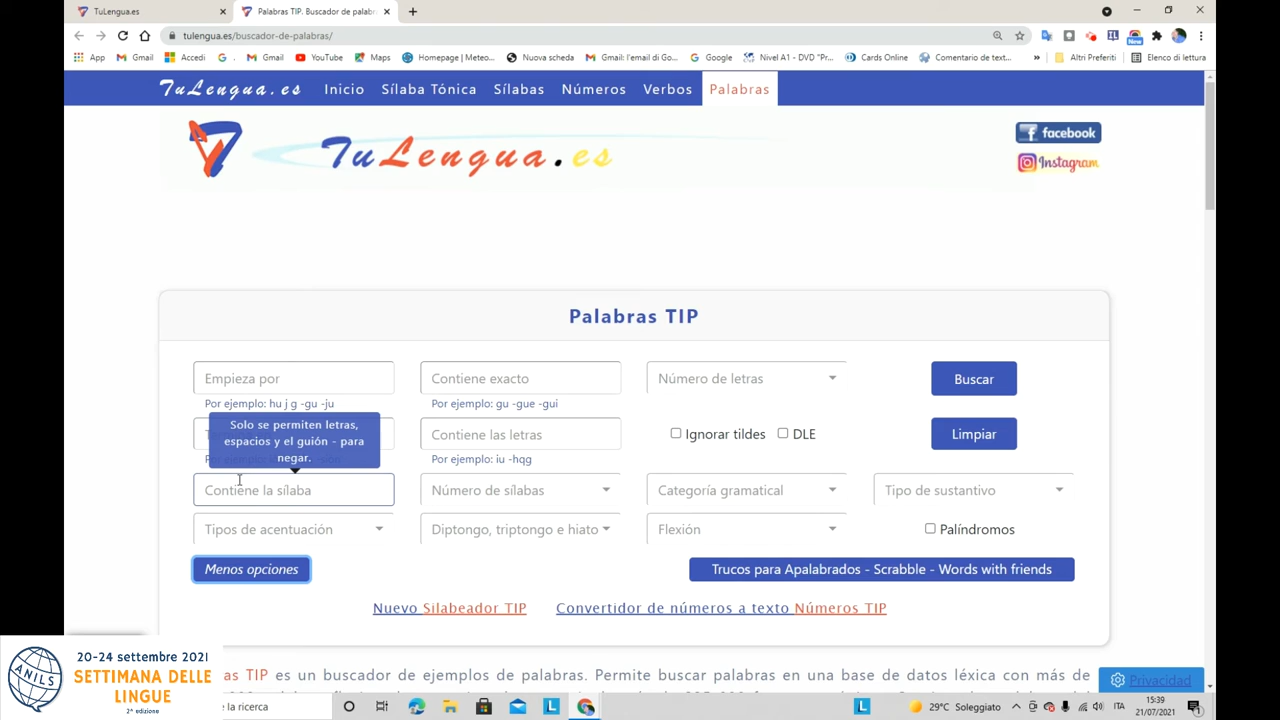 TuLengua.es
Palabras TIP. Buscador de palabr
tulengua.es/buscador-de-palabras/
App
Gmail
Accedi
Gmail
YouTube
Maps
Homepage | Meteo...
Nuova scheda
Gmail: l'email di Go...
Google
Nivel A1 - DVD "Pr...
Cards Online
Comentario de text...
Altri Preferiti
Elenco di lettura
TuLengua.es Inicio Sílaba Tónica Sílabas Números Verbos Palabras
TuLengua.es
facebook
Instagram
Palabras TIP
Empieza por
Contiene exacto
Número de letras
Buscar
Por ejemplo: hu j g -gu -ju
Por ejemplo: gu -gue -gui
Solo se permiten letras,
espacios y el guión - para
negar.
Contiene las letras
Ignorar tildes
DLE
Limpiar
Por ejemplo: iu -hqg
Contiene la sílaba
Número de sílabas
Categoría gramatical
Tipo de sustantivo
Tipos de acentuación
Diptongo, triptongo e hiato
Flexión
Palíndromos
Menos opciones
Trucos para Apalabrados - Scrabble - Words with friends
Nuevo Silabeador TIP
Convertidor de números a texto Números TIP
as TIP es un buscador de ejemplos de palabras. Permite buscar palabras en una base de datos léxica con más de
Privacidad
ANILS
20-24 settembre 2021
SETTIMANA DELLE
LINGUE
2ª edizione
e la ricerca
29°C Soleggiato
ITA
15:39
21/07/2021